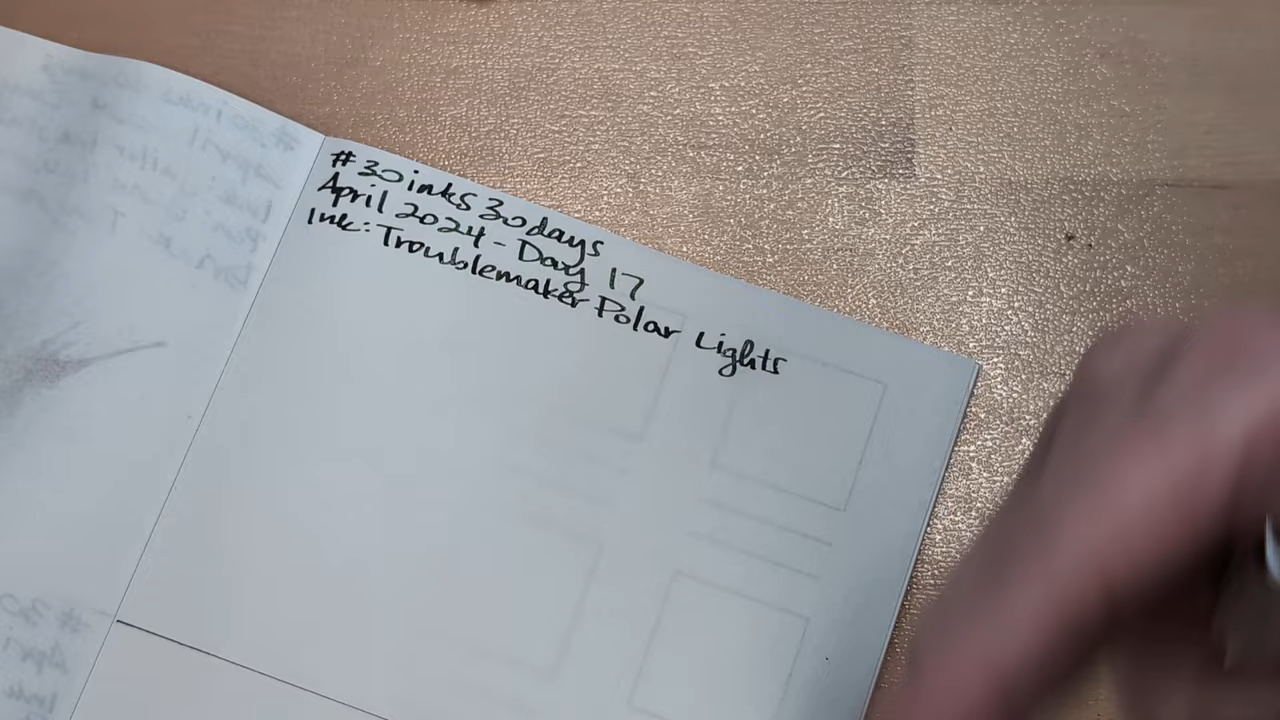 #30inks30days
April 2024 - Day 17
Ink: Troublemaker Polar Lights